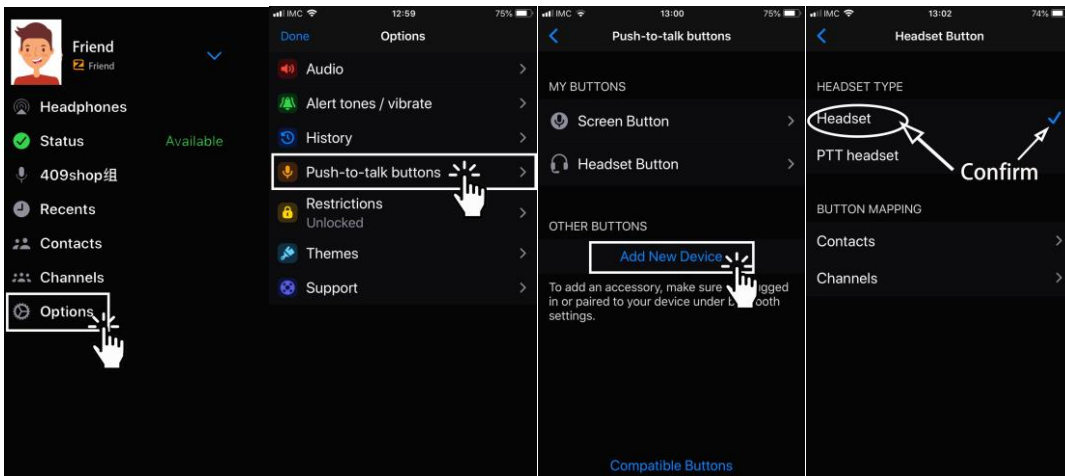 Friend
Friend
Headphones
Status Available
409shop组
Recents
Contacts
Channels
Options
IMC 12:59 75%
Done Options
Audio
Alert tones / vibrate
History
Push-to-talk buttons
Restrictions
Unlocked
Themes
Support
IMC 13:00 75%
Push-to-talk buttons
MY BUTTONS
Screen Button
Headset Button
OTHER BUTTONS
Add New Device
To add an accessory, make sure
in or paired to your device under
settings.
Compatible Buttons
IMC 13:02 74%
Headset Button
HEADSET TYPE
Headset
PTT headset
Confirm
BUTTON MAPPING
Contacts
Channels